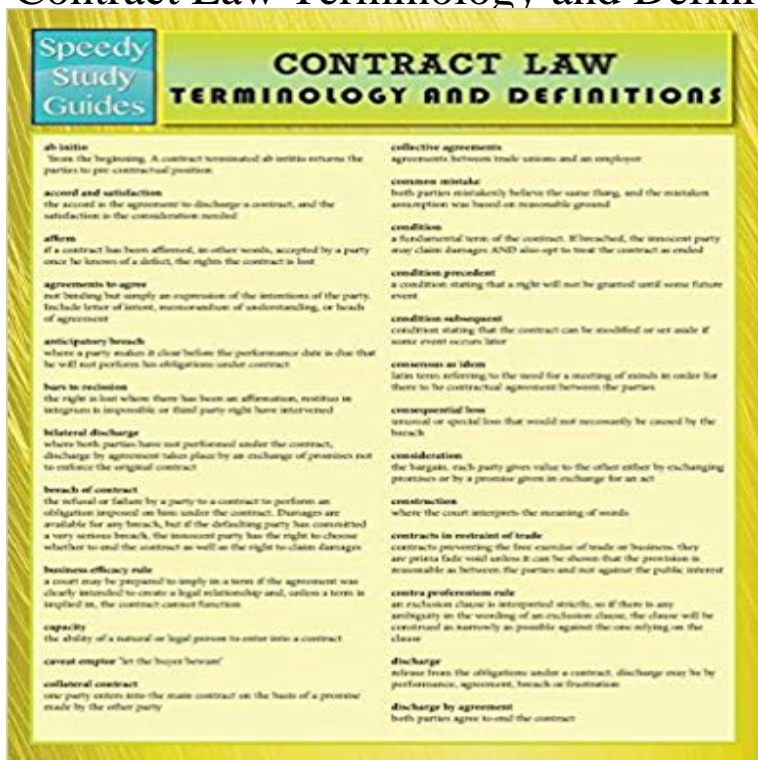 Contract Law Terminology and Defini
Speedy
Study
Guides
CONTRACT LAW
TERMINOLOGY AND DEFINITIONS
ab initio
'from the beginning. A contract terminated ab initio returns the
parties to pre-contractual position
accord and satisfaction
the accord is the agreement to discharge a contract, and the
satisfaction is the consideration needed
affirm
if a contract has been affirmed, in other words, accepted by a party
once he known of a defect, the rights the contract is lost
agreements to agree
not binding but simply an expression of the intentions of the party.
Include letter of intent, memorandum of understanding, or heads
of agreement
anticipatory breach
where a party makes it clear before the performance date is due that
he will not perform his obligations under contract
bars to recission
the right is lost where there has been an affirmation, restituo in
integrum is impossible or third party right have intervened
bilateral discharge
where both parties have not performed under the contract,
discharge by agreement takes place by an exchange of promises not
to enforce the original contract
breach of contract
the refusal or failure by a party to a contract to perform an
obligation imposed on him under the contract. Damages are
available for any breach, but if the defaulting party has committed
a very serious breach, the innocent party has the right to choose
whether to end the contract as well as the right to claim damages
business efficacy rule
a court may be prepared to imply in a term if the agreement was
clearly intended to create a legal relationship and, unless a term is
implied in, the contract cannot function
capacity
the ability of a natural or legal person to enter into a contract
caveat emptor 'let the buyer beware'
collateral contract
one party enters into the main contract on the basis of a promise
made by the other party
collective agreements
agreements between trade unions and an employer
common mistake
both parties mistakenly believe the same thing, and the mistaken
assumption was based on reasonable ground
condition
a fundamental term of the contract. If breached, the innocent party
may claim damages AND also opt to treat the contract as ended
condition precedent
a condition stating that a right will not be granted until some future
event
condition subsequent
condition stating that the contract can be modified or set aside if
some event occurs later
consensus as idem
latin term referring to the need for a meeting of minds in order for
there to be contractual agreement between the parties
consequential loss
unusual or special loss that would not necessarily be caused by the
breach
consideration
the bargain. each party gives value to the other either by exchanging
promises or by a promise given in exchange for an act
construction
where the court interprets the meaning of words
contracts in restraint of trade
contracts preventing the free exercise of trade or business. they
are prima fade void unless it can be shown that the provision is
reasonable as between the parties and not against the public interest
contra proferentem rule
an exclusion clause is interpreted strictly, so if there is any
ambiguity in the wording of an exclusion clause, the clause will be
construed as narrowly as possible against the one relying on the
clause
discharge
release from the obligations under a contract. discharge may be by
performance, agreement, breach or frustration
discharge by agreement
both parties agree to end the contract